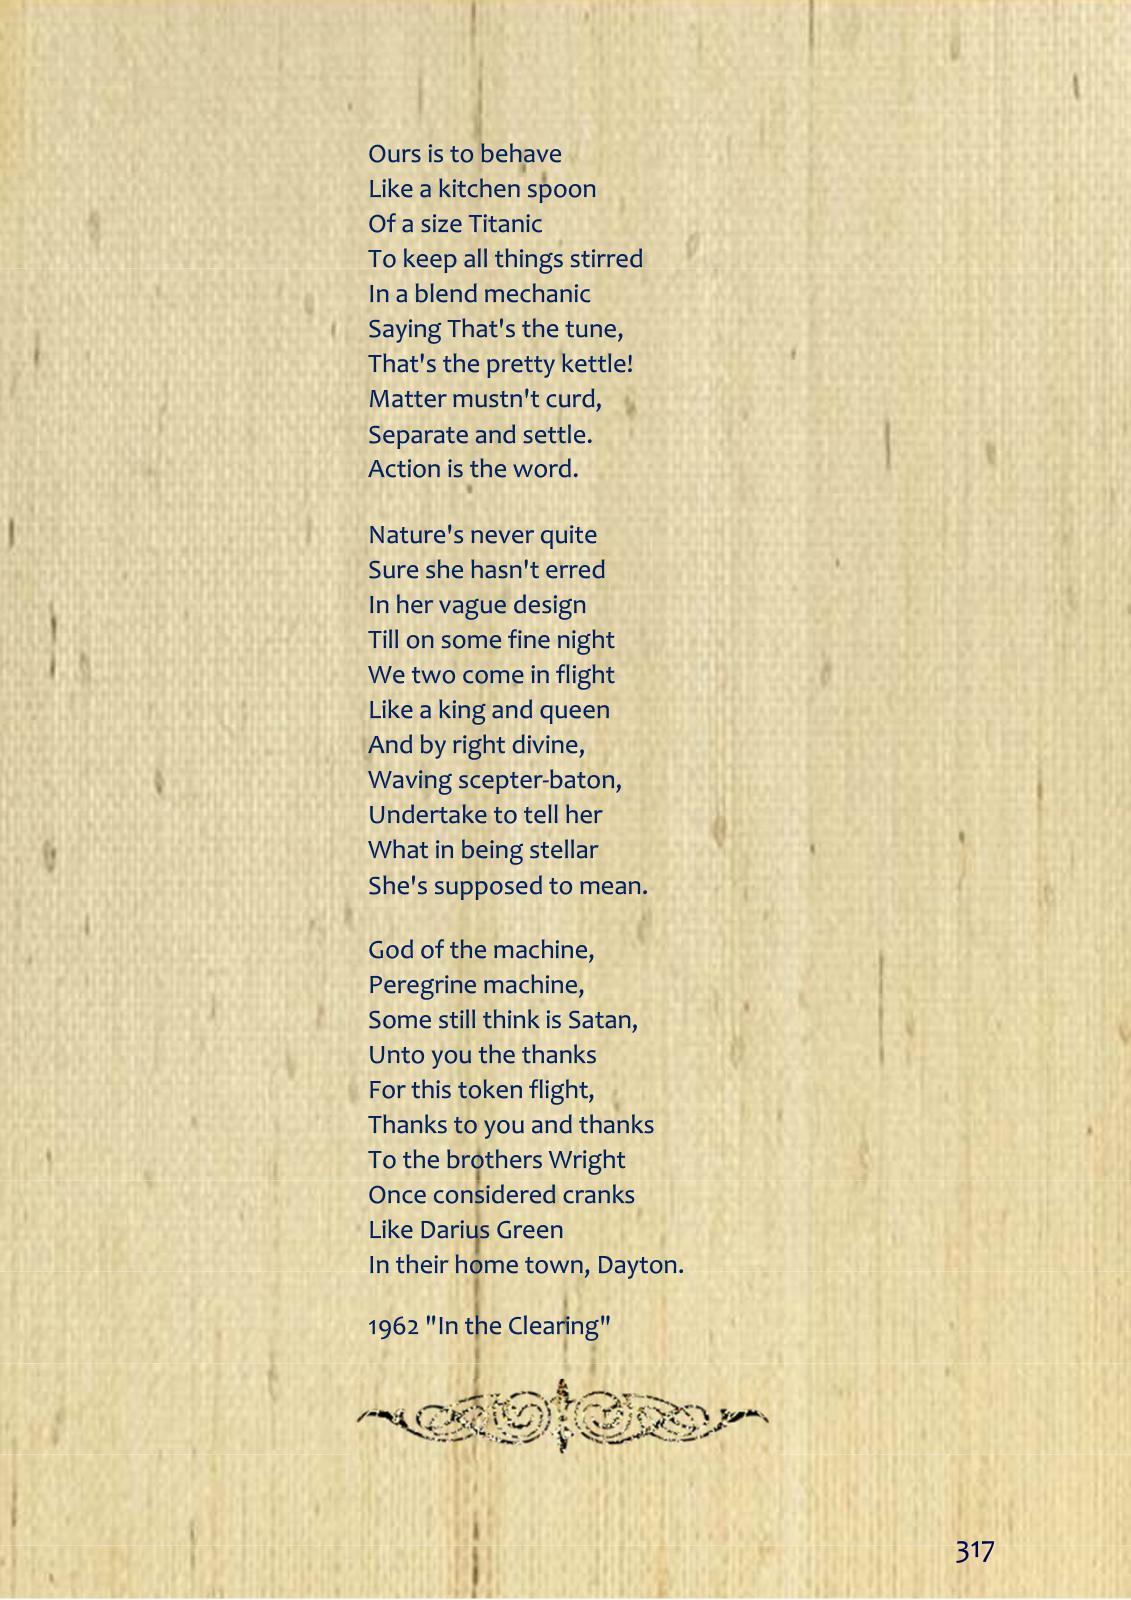 Ours is to behave
Like a kitchen spoon
Of a size Titanic
To keep all things stirred
In a blend mechanic
Saying That's the tune,
That's the pretty kettle!
Matter mustn't curd,
Separate and settle.
Action is the word.
Nature's never quite
Sure she hasn't erred
In her vague design
Till on some fine night
We two come in flight
Like a king and queen
And by right divine,
Waving scepter-baton,
Undertake to tell her
What in being stellar
She's supposed to mean.
God of the machine,
Peregrine machine,
Some still think is Satan,
Unto you the thanks
For this token flight,
Thanks to you and thanks
To the brothers Wright
Once considered cranks
Like Darius Green
In their home town, Dayton.
1962 "In the Clearing"
317